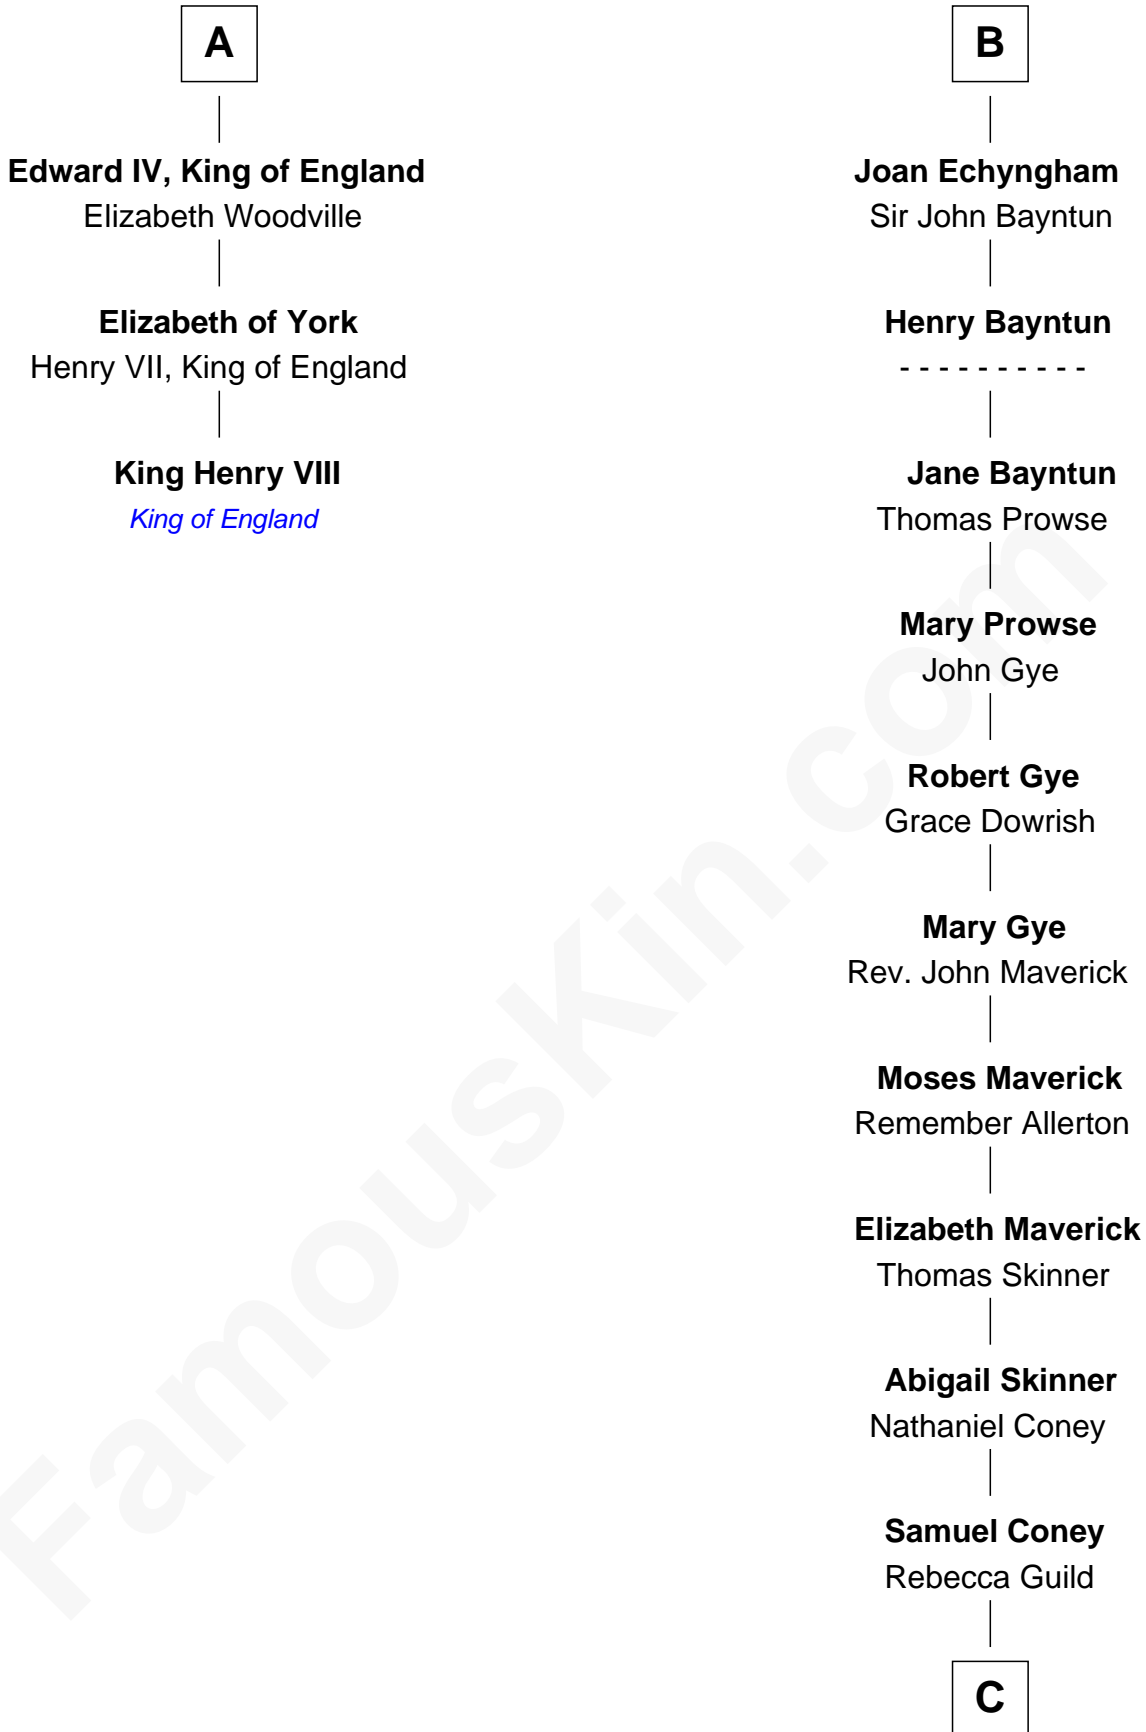 A
Edward IV, King of England
Elizabeth Woodville
Elizabeth of York
Henry VII, King of England
King Henry VIII
King of England
B
Joan Echyngham
Sir John Bayntun
Henry Bayntun
- - - - - - - - - -
Jane Bayntun
Thomas Prowse
Mary Prowse
John Gye
Robert Gye
Grace Dowrish
Mary Gye
Rev. John Maverick
Moses Maverick
Remember Allerton
Elizabeth Maverick
Thomas Skinner
Abigail Skinner
Nathaniel Coney
Samuel Coney
Rebecca Guild
C
FamousKin.com